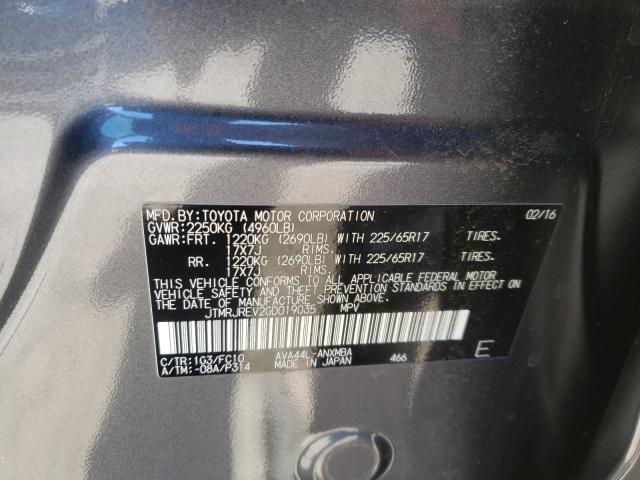 MFD.BY:TOYOTA MOTOR CORPORATION 02/16
GVWR:2250KG (4960LB)
GAWR:FRT. 1220KG (2690LB) WITH 225/65R17 TIRES.
17X7J RIMS.
RR. 1220KG (2690LB) WITH 225/65R17 TIRES.
17X7J RIMS.
THIS VEHICLE CONFORMS TO ALL APPLICABLE FEDERAL MOTOR
VEHICLE SAFETY AND THEFT PREVENTION STANDARDS IN EFFECT ON
THE DATE OF MANUFACTURE SHOWN ABOVE.
JTMRJREV2GD019035 MPV
C/TR:1G3/FC10 AVA44L-ANXMBA 466
A/TM:-08A/P314 MADE IN JAPAN E